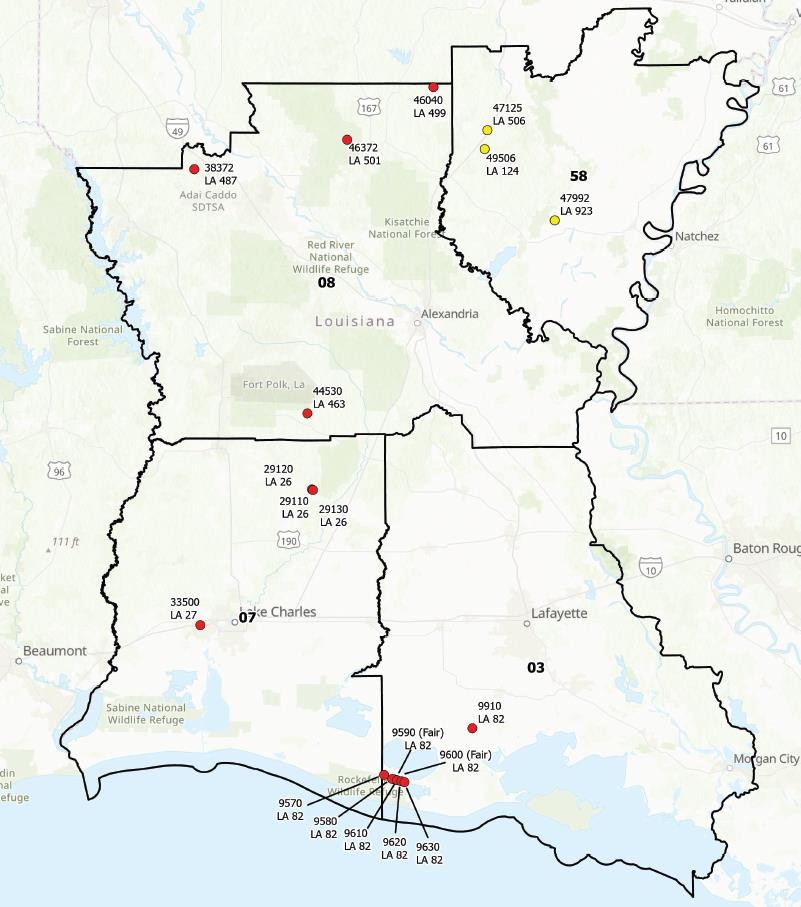 61
61
49
167
46040
LA 499
47125
LA 506
46372
LA 501
49506
LA 124
38372
LA 487
Adai Caddo
SDTSA
58
47992
LA 923
Kisatchie
National Fores
Natchez
Red River
National
Wildlife Refuge
08
Alexandria
Louisiana
Homochitto
National Forest
Sabine National
Forest
Fort Polk, La
44530
LA 463
10
96
29120
LA 26
29110
LA 26
29130
LA 26
190
111 ft
Baton Roug
10
33500
LA 27
07
Lake Charles
Lafayette
Beaumont
03
Sabine National
Wildlife Refuge
9910
LA 82
9590 (Fair)
LA 82
9600 (Fair)
LA 82
Morgan City
Rockefe
Wildlife Refuge
9570
LA 82
9580
LA 82
9610
LA 82
9620
LA 82
9630
LA 82